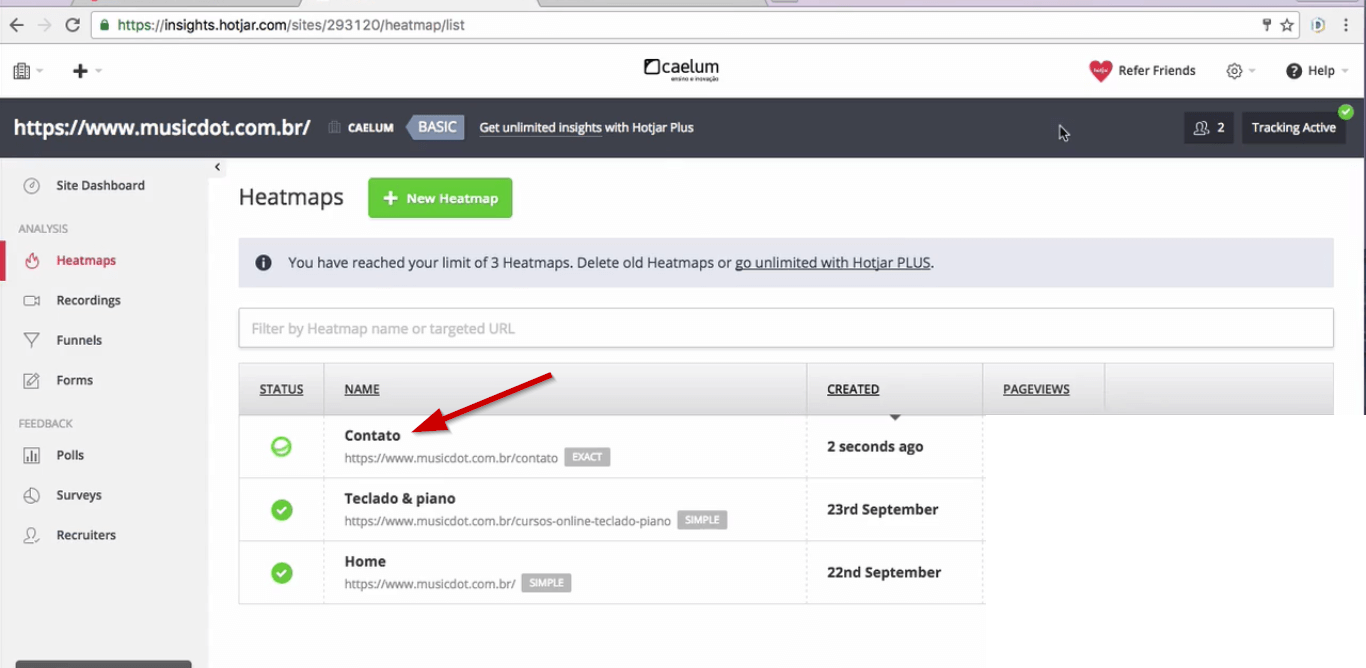 https://insights.hotjar.com/sites/293120/heatmap/list
caelum
ensino e inovação
hotjar Refer Friends
Help
https://www.musicdot.com.br/ CAELUM BASIC Get unlimited insights with Hotjar Plus 2 Tracking Active
Site Dashboard
ANALYSIS
Heatmaps
Recordings
Funnels
Forms
FEEDBACK
Polls
Surveys
Recruiters
Heatmaps + New Heatmap
You have reached your limit of 3 Heatmaps. Delete old Heatmaps or go unlimited with Hotjar PLUS.
Filter by Heatmap name or targeted URL
STATUS NAME CREATED PAGEVIEWS
Contato
https://www.musicdot.com.br/contato EXACT
2 seconds ago
Teclado & piano
https://www.musicdot.com.br/cursos-online-teclado-piano SIMPLE
23rd September
Home
https://www.musicdot.com.br/ SIMPLE
22nd September